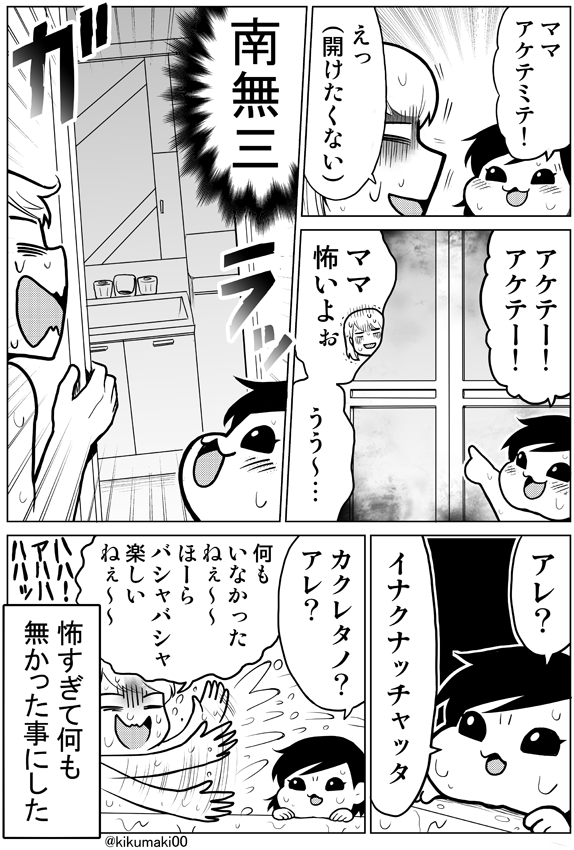 ママ
アケテミテ！
えっ
（開けたくない）
アケテー！
アケテー！
ママ
怖いよぉ
うう〜…
南無三
ガラッ
アレ？
イナクナッチャッタ
カクレタノ？
アレ？
何も
いなかった
ねぇ〜〜
ほーら
バシャバシャ
楽しい
ねぇ〜〜
ハハ！
アハハ
ハハッ
怖すぎて何も
無かった事にした
@kikumaki00